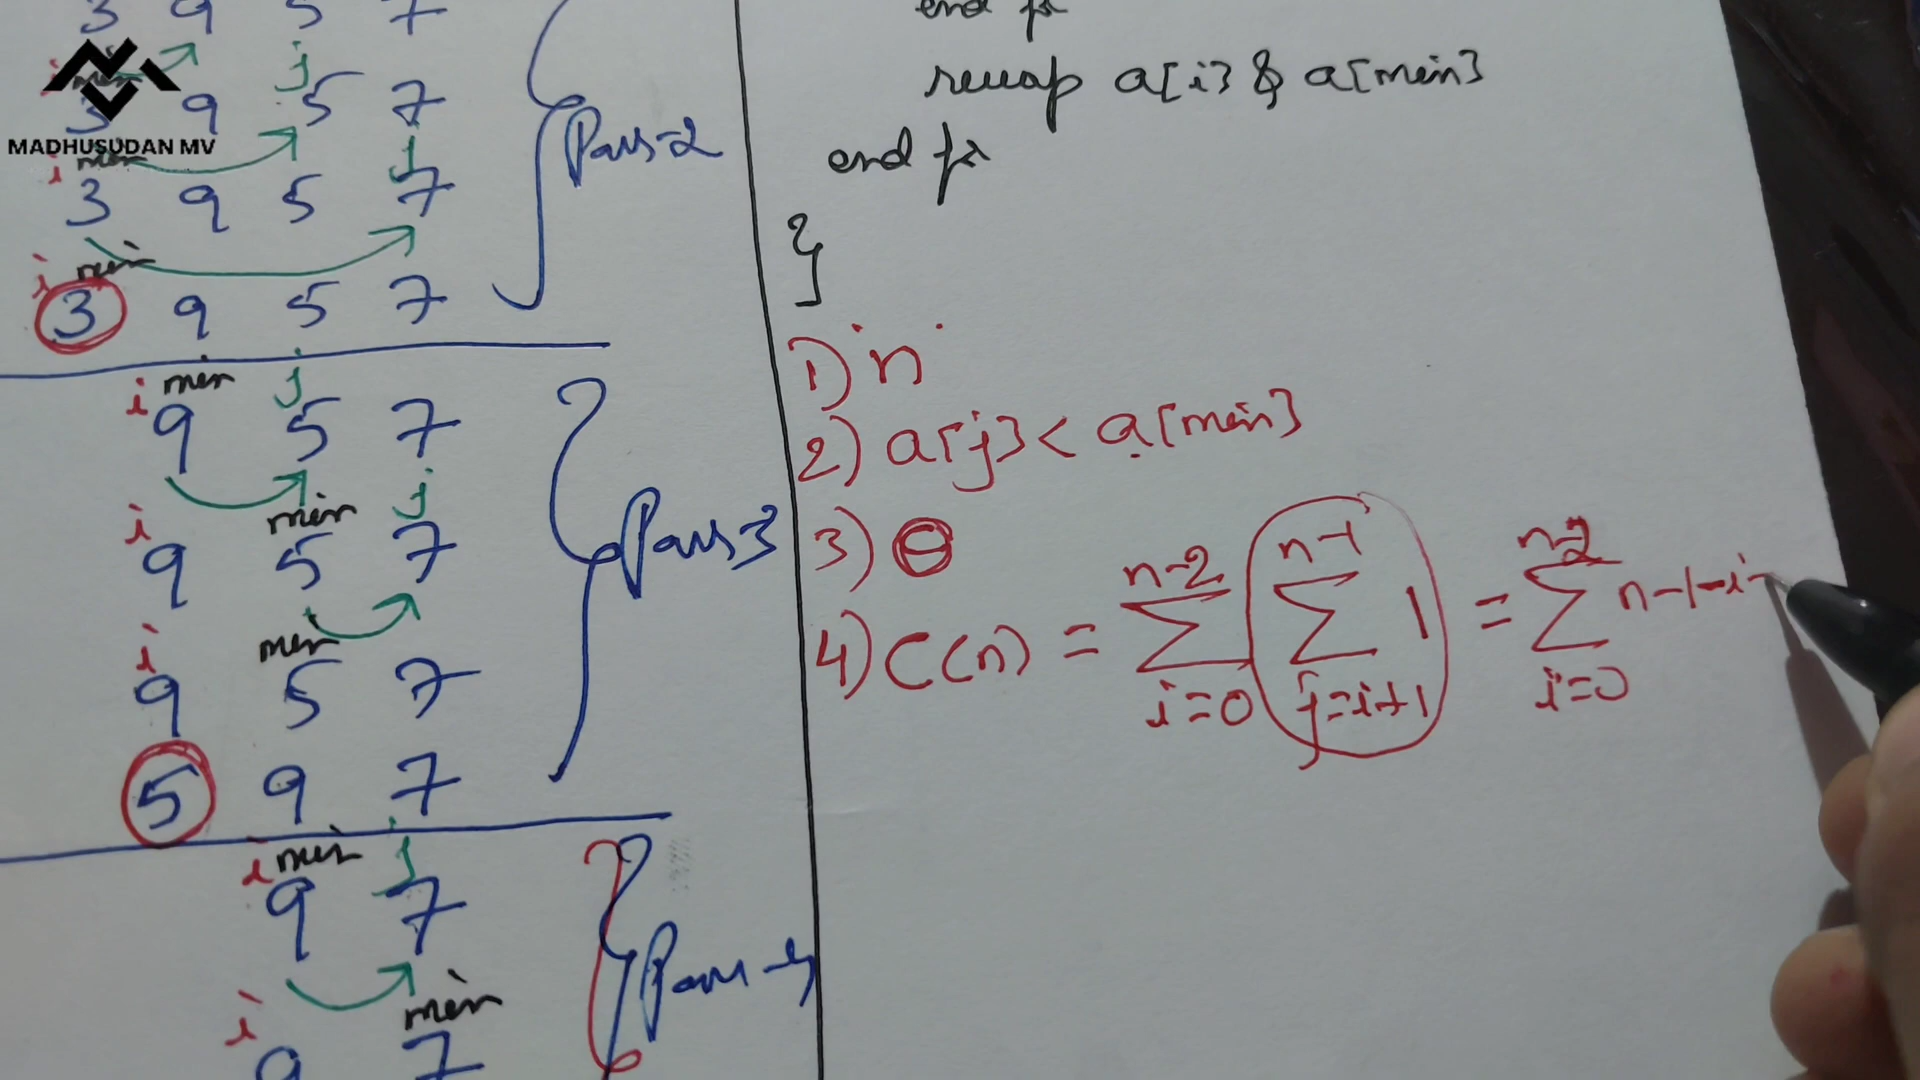 3 9 5 7
j
i min
3 9 5 7
MADHUSUDAN MV
i min j
3 9 5 7
i min
3 9 5 7
Pass-2
i min j
9 5 7
i min j
9 5 7
i min
9 5 7
5 9 7
Pass 3
i min j
9 7
i min
9 7
Pass-4
end for
swap a[i] & a[min]
end for
}
1) n
2) a[j] < a[min]
3) Θ
4) C(n) = n-2 Σ i=0 n-1 Σ j=i+1 1 = n-2 Σ i=0 n-1-i-